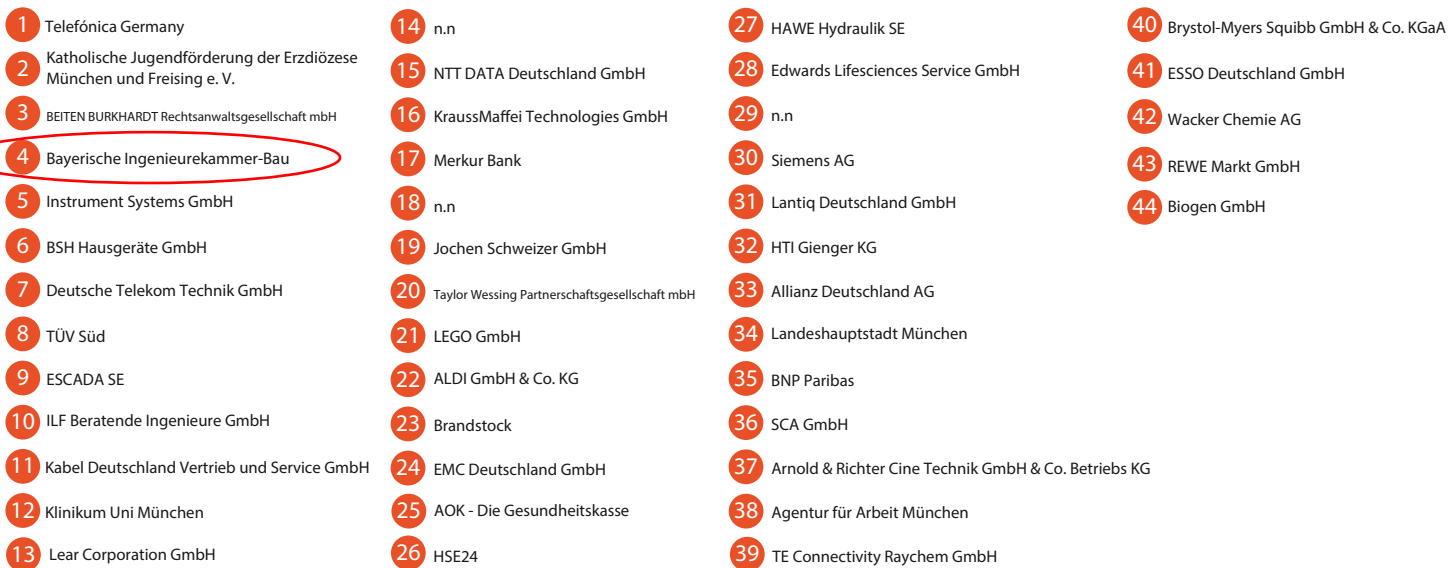 1 Telefónica Germany
2 Katholische Jugendförderung der Erzdiözese
München und Freising e. V.
3 BEITEN BURKHARDT Rechtsanwaltsgesellschaft mbH
4 Bayerische Ingenieurekammer-Bau
5 Instrument Systems GmbH
6 BSH Hausgeräte GmbH
7 Deutsche Telekom Technik GmbH
8 TÜV Süd
9 ESCADA SE
10 ILF Beratende Ingenieure GmbH
11 Kabel Deutschland Vertrieb und Service GmbH
12 Klinikum Uni München
13 Lear Corporation GmbH
14 n.n
15 NTT DATA Deutschland GmbH
16 KraussMaffei Technologies GmbH
17 Merkur Bank
18 n.n
19 Jochen Schweizer GmbH
20 Taylor Wessing Partnerschaftsgesellschaft mbH
21 LEGO GmbH
22 ALDI GmbH & Co. KG
23 Brandstock
24 EMC Deutschland GmbH
25 AOK - Die Gesundheitskasse
26 HSE24
27 HAWE Hydraulik SE
28 Edwards Lifesciences Service GmbH
29 n.n
30 Siemens AG
31 Lantiq Deutschland GmbH
32 HTI Gienger KG
33 Allianz Deutschland AG
34 Landeshauptstadt München
35 BNP Paribas
36 SCA GmbH
37 Arnold & Richter Cine Technik GmbH & Co. Betriebs KG
38 Agentur für Arbeit München
39 TE Connectivity Raychem GmbH
40 Brystol-Myers Squibb GmbH & Co. KGaA
41 ESSO Deutschland GmbH
42 Wacker Chemie AG
43 REWE Markt GmbH
44 Biogen GmbH